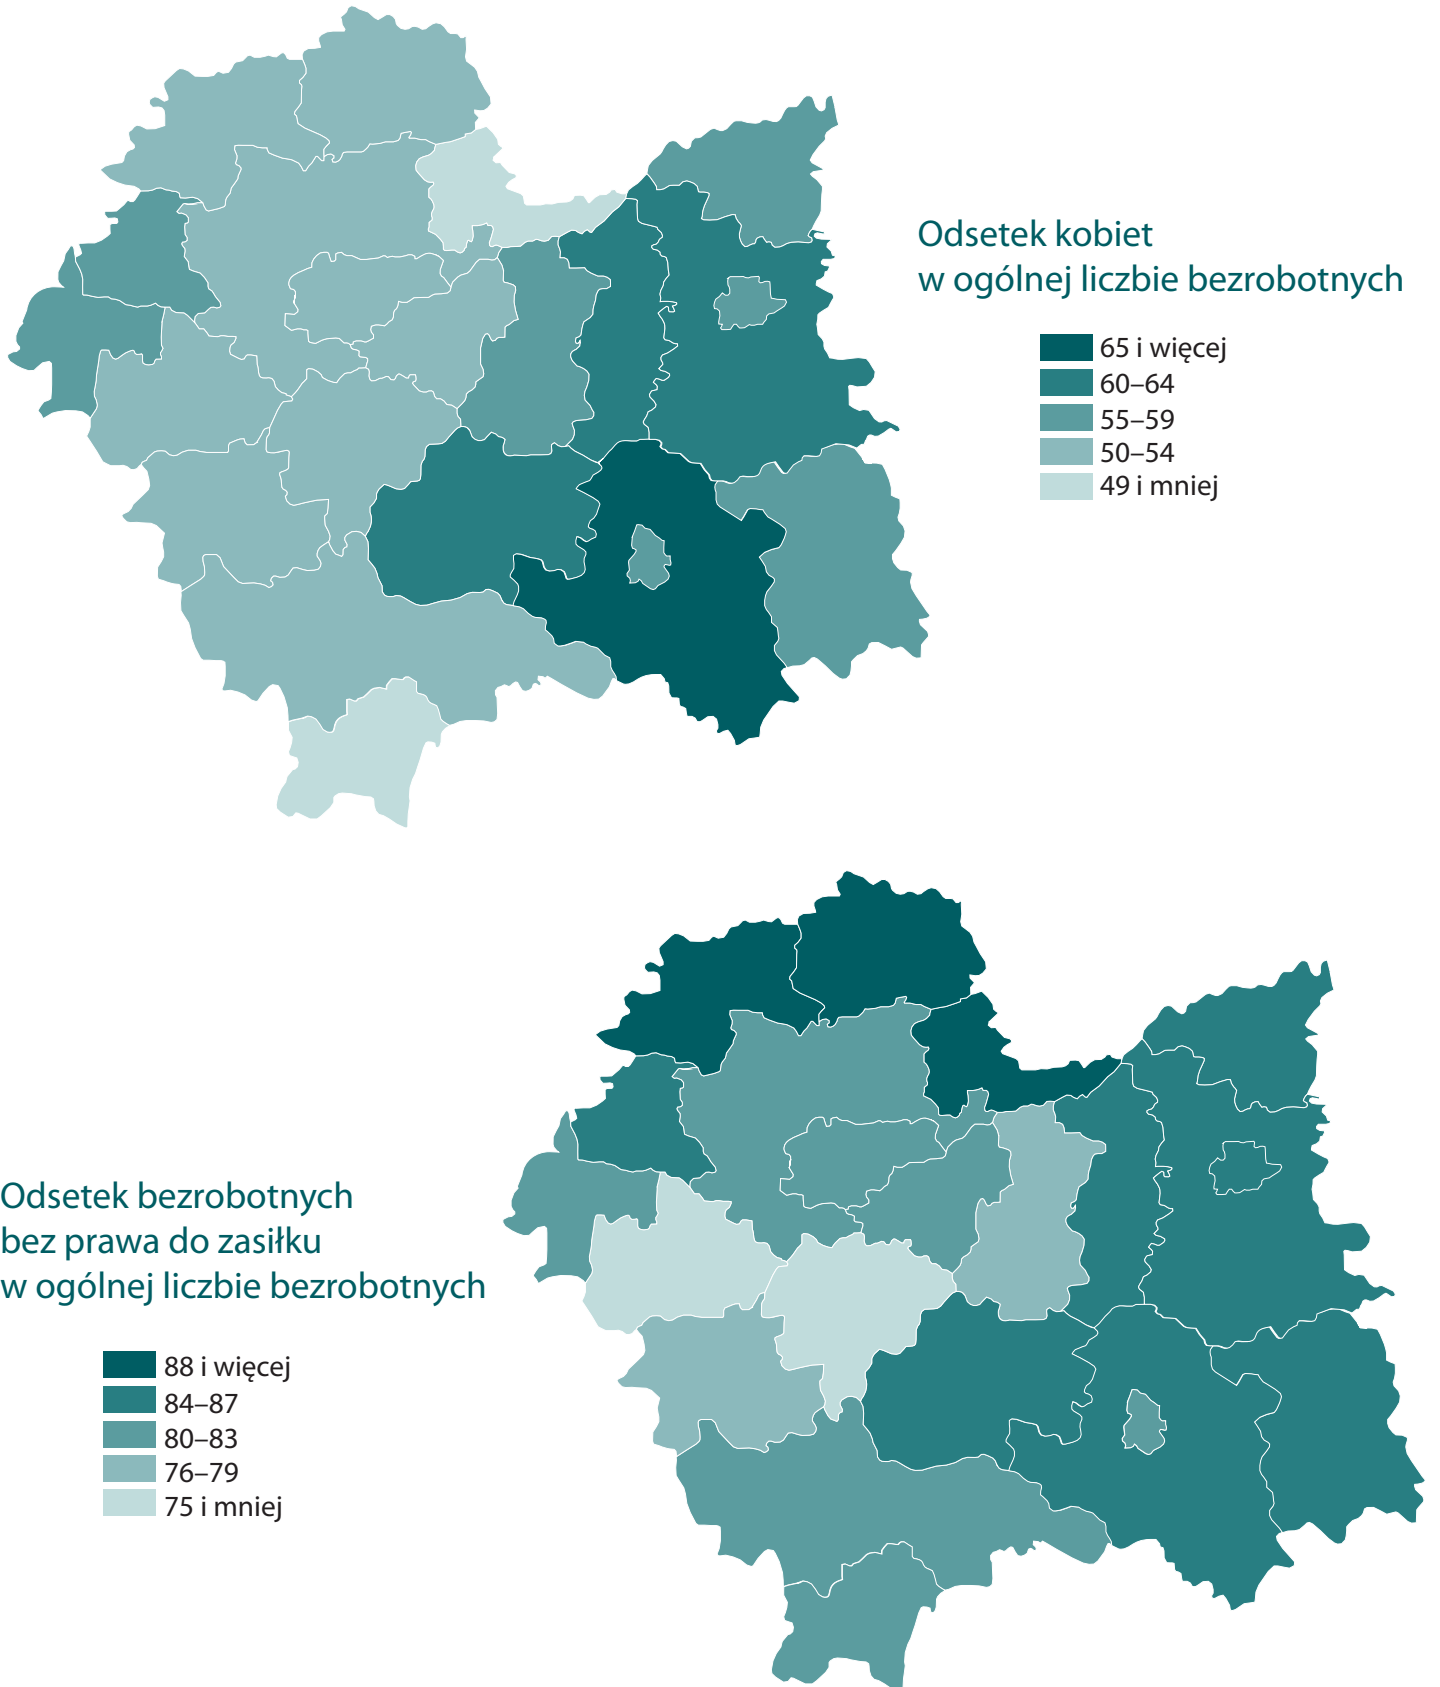 Odsetek kobiet
w ogólnej liczbie bezrobotnych
65 i więcej
60–64
55–59
50–54
49 i mniej
Odsetek bezrobotnych
bez prawa do zasiłku
w ogólnej liczbie bezrobotnych
88 i więcej
84–87
80–83
76–79
75 i mniej